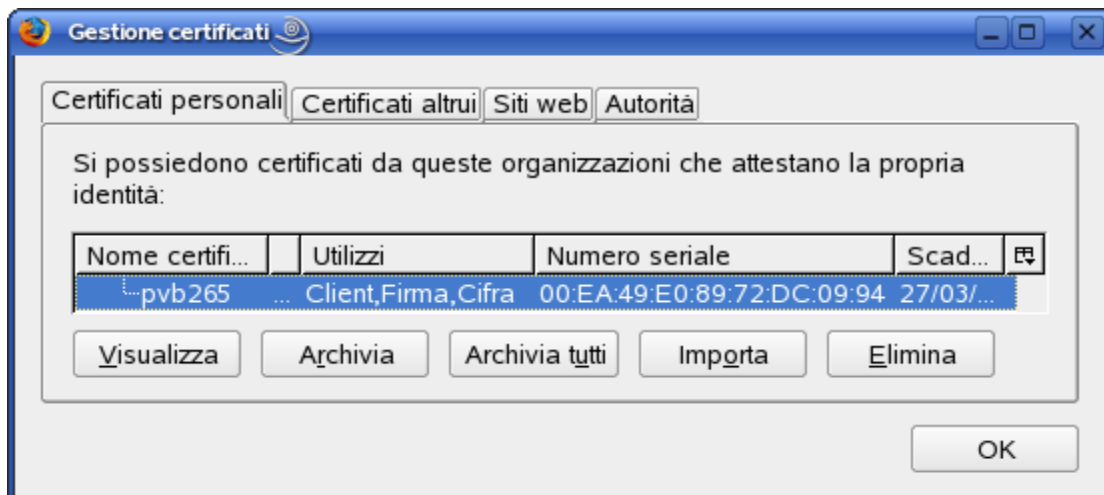 Gestione certificati
Certificati personali Certificati altrui Siti web Autorità
Si possiedono certificati da queste organizzazioni che attestano la propria
identità:
Nome certifi... Utilizzi Numero seriale Scad...
pvb265 ... Client,Firma,Cifra 00:EA:49:E0:89:72:DC:09:94 27/03/...
Visualizza Archivia Archivia tutti Importa Elimina
OK